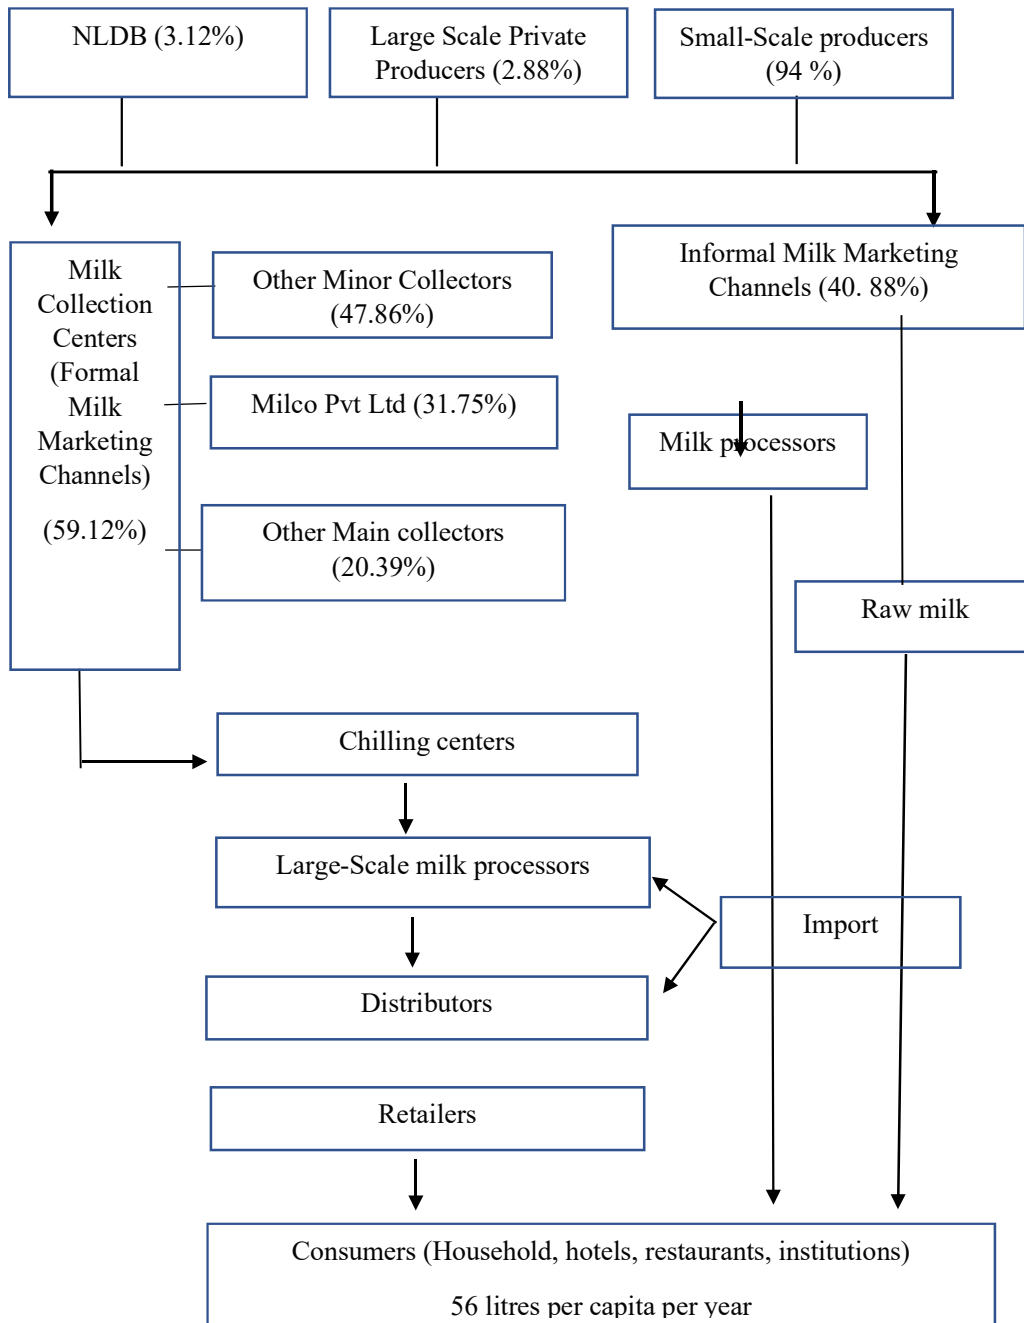 NLDB (3.12%)
Large Scale Private
Producers (2.88%)
Small-Scale producers
(94 %)
Milk
Collection
Centers
(Formal
Milk
Marketing
Channels)
(59.12%)
Other Minor Collectors
(47.86%)
Milco Pvt Ltd (31.75%)
Other Main collectors
(20.39%)
Informal Milk Marketing
Channels (40. 88%)
Milk processors
Raw milk
Chilling centers
Large-Scale milk processors
Import
Distributors
Retailers
Consumers (Household, hotels, restaurants, institutions)
56 litres per capita per year